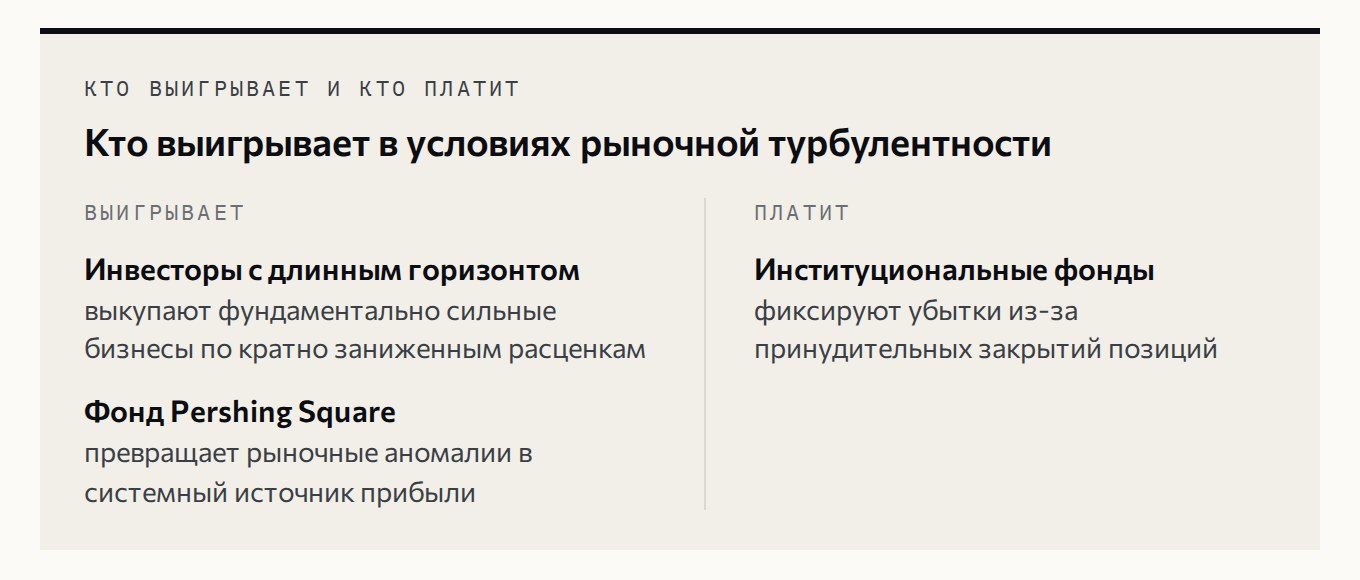 КТО ВЫИГРЫВАЕТ И КТО ПЛАТИТ
Кто выигрывает в условиях рыночной турбулентности
ВЫИГРЫВАЕТ
Инвесторы с длинным горизонтом
выкупают фундаментально сильные
бизнесы по кратно заниженным расценкам
Фонд Pershing Square
превращает рыночные аномалии в
системный источник прибыли
ПЛАТИТ
Институциональные фонды
фиксируют убытки из-за
принудительных закрытий позиций